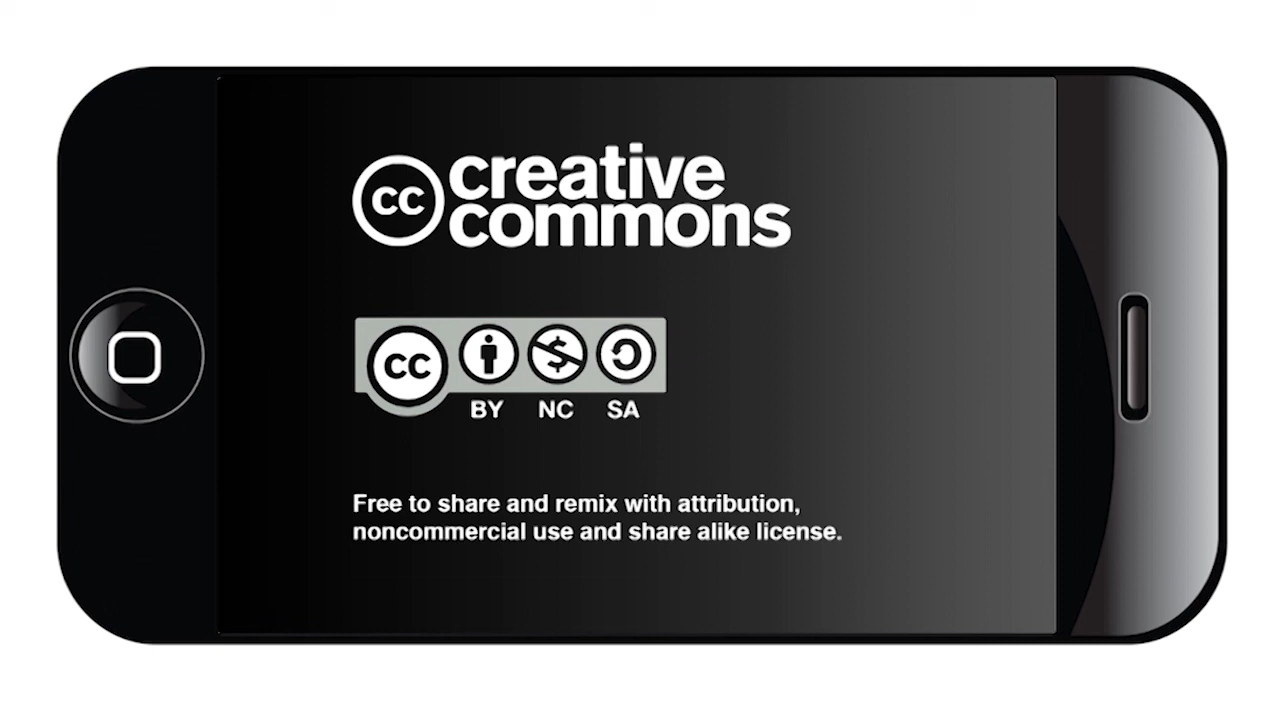 cc creative
commons
cc
BY NC SA
Free to share and remix with attribution,
noncommercial use and share alike license.